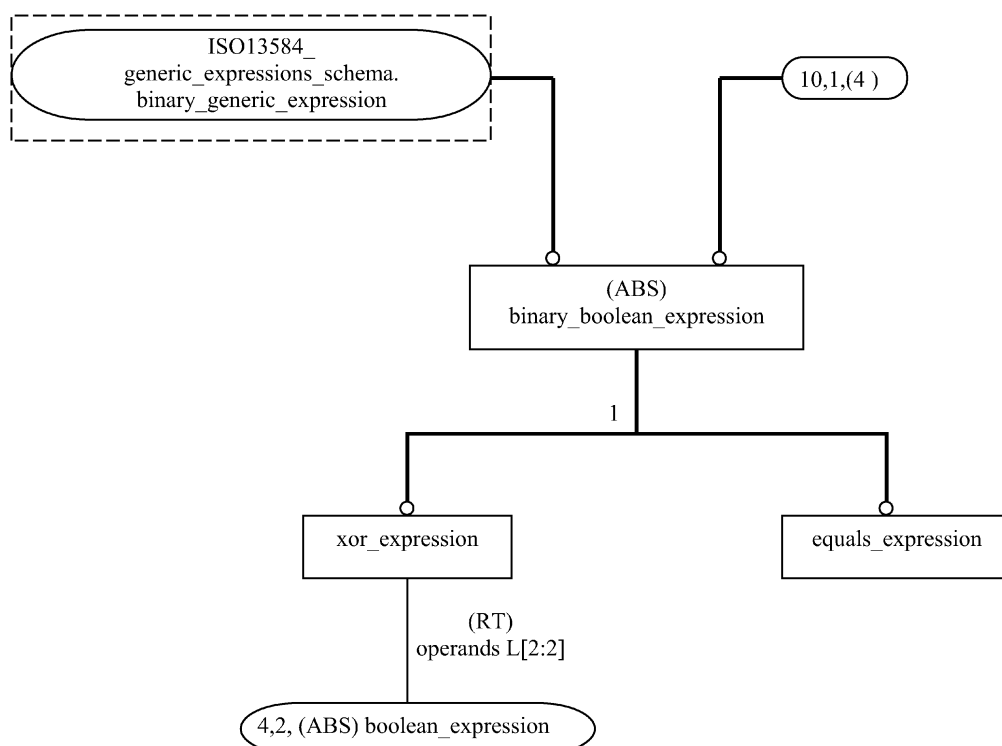 ISO13584_
generic_expressions_schema.
binary_generic_expression
10,1,(4 )
(ABS)
binary_boolean_expression
1
xor_expression
equals_expression
(RT)
operands L[2:2]
4,2, (ABS) boolean_expression